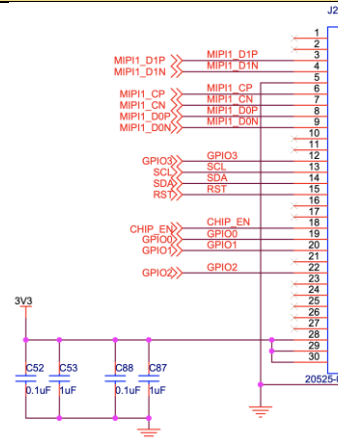 J2
1
2
MIPI1_D1P MIPI1_D1P 3
MIPI1_D1N MIPI1_D1N 4
5
MIPI1_CP MIPI1_CP 6
MIPI1_CN MIPI1_CN 7
MIPI1_D0P MIPI1_D0P 8
MIPI1_D0N MIPI1_D0N 9
10
11
GPIO3 GPIO3 12
SCL SCL 13
SDA SDA 14
RST RST 15
16
17
CHIP_EN CHIP_EN 18
GPIO0 GPIO0 19
GPIO1 GPIO1 20
21
GPIO2 GPIO2 22
23
24
25
26
27
3V3
28
29
30
C52 C53 C88 C87
20525-0
0.1uF 1uF 0.1uF 1uF